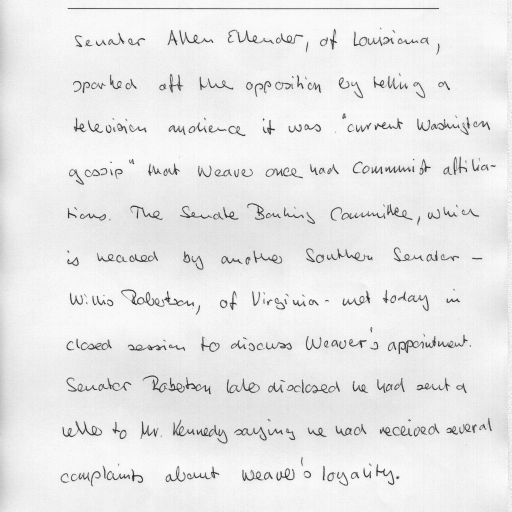 Senator Allen Ellender, of Louisiana,
sparked off the opposition by telling a
television audience it was "current Washington
gossip" that Weaver once had Communist affilia-
tions. The Senate Banking Committee, which
is headed by another Southern Senator -
Willis Robertson, of Virginia - met today in
closed session to discuss Weaver's appointment.
Senator Robertson later disclosed he had sent a
letter to Mr. Kennedy saying he had received several
complaints about Weaver's loyality.